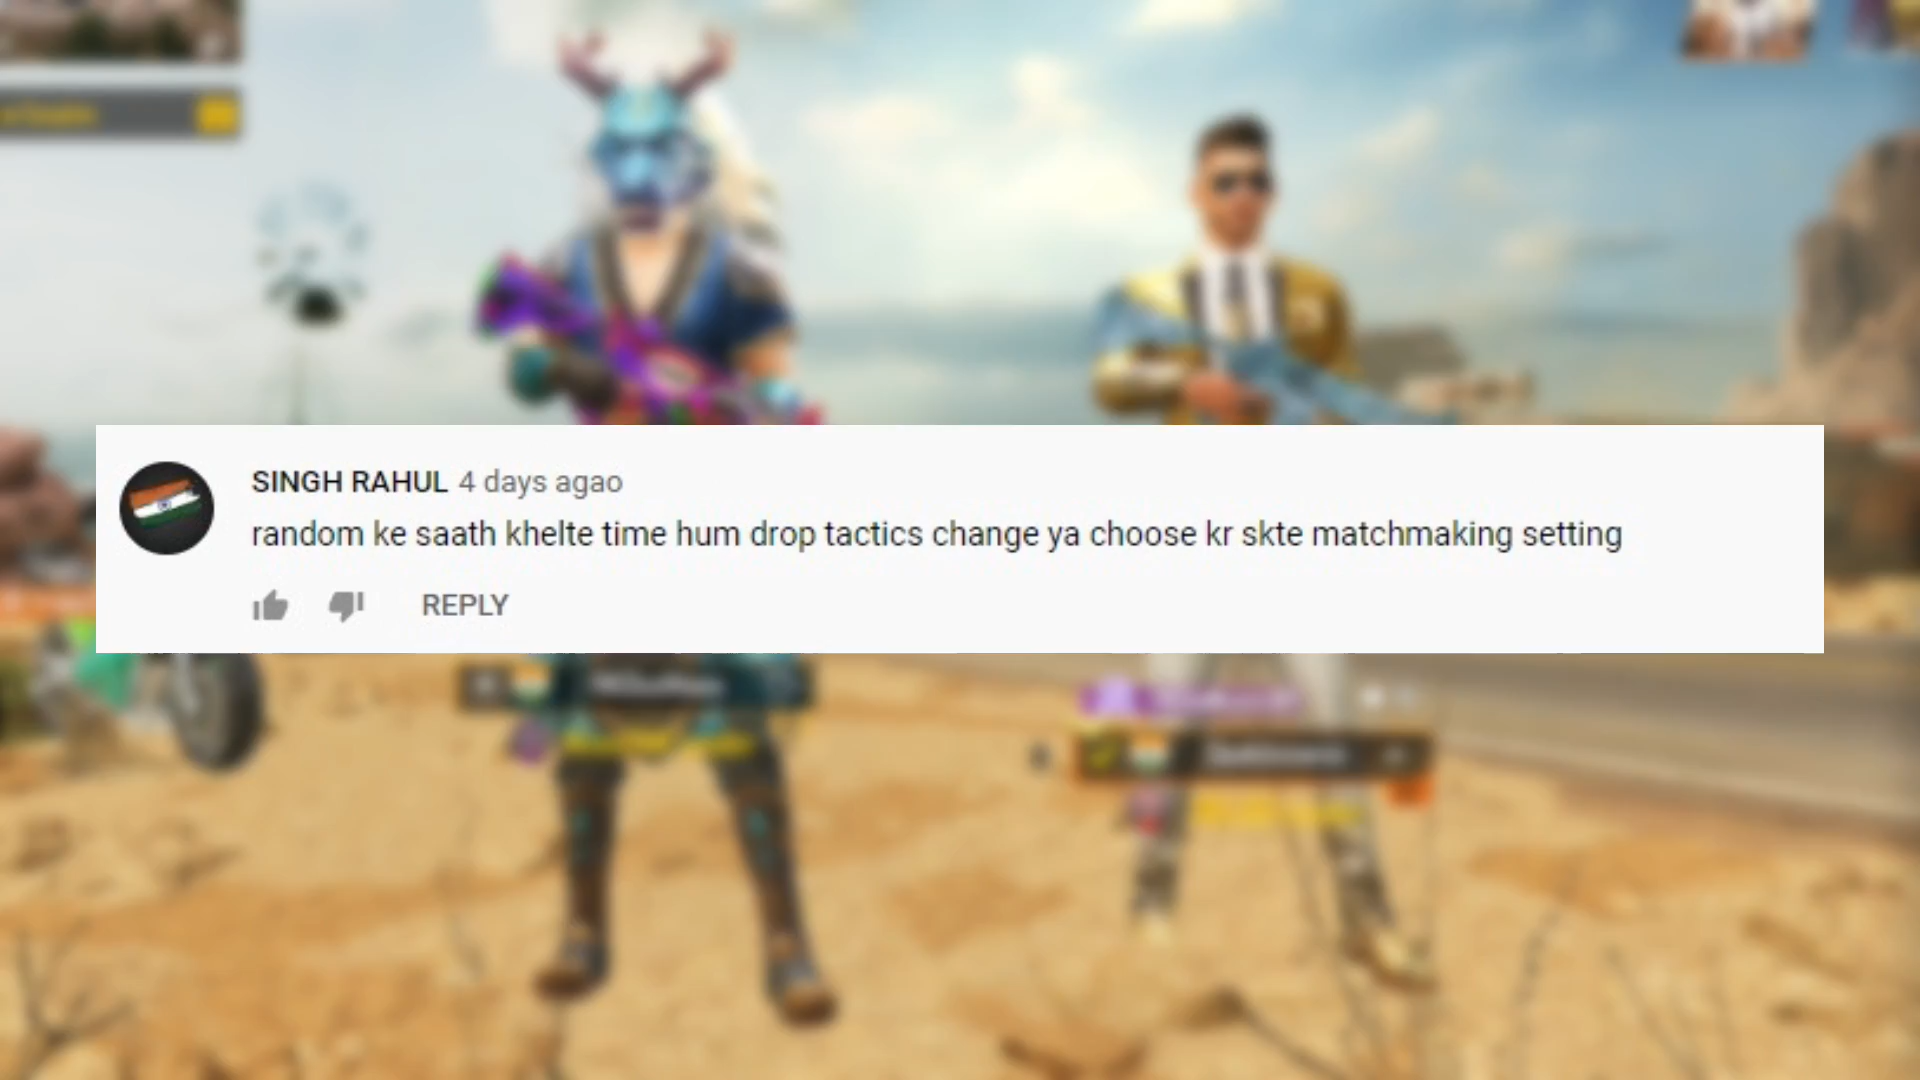 SINGH RAHUL 4 days agao
random ke saath khelte time hum drop tactics change ya choose kr skte matchmaking setting
REPLY